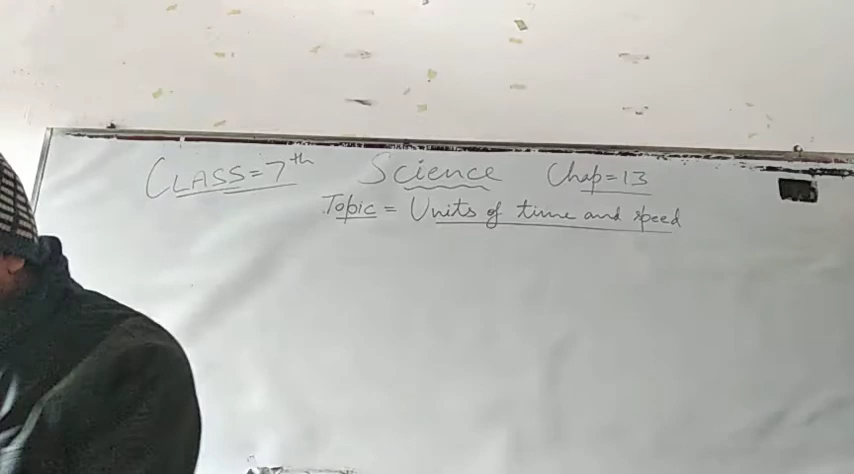 CLASS=7th Science Chap=13
Topic = Units of time and speed